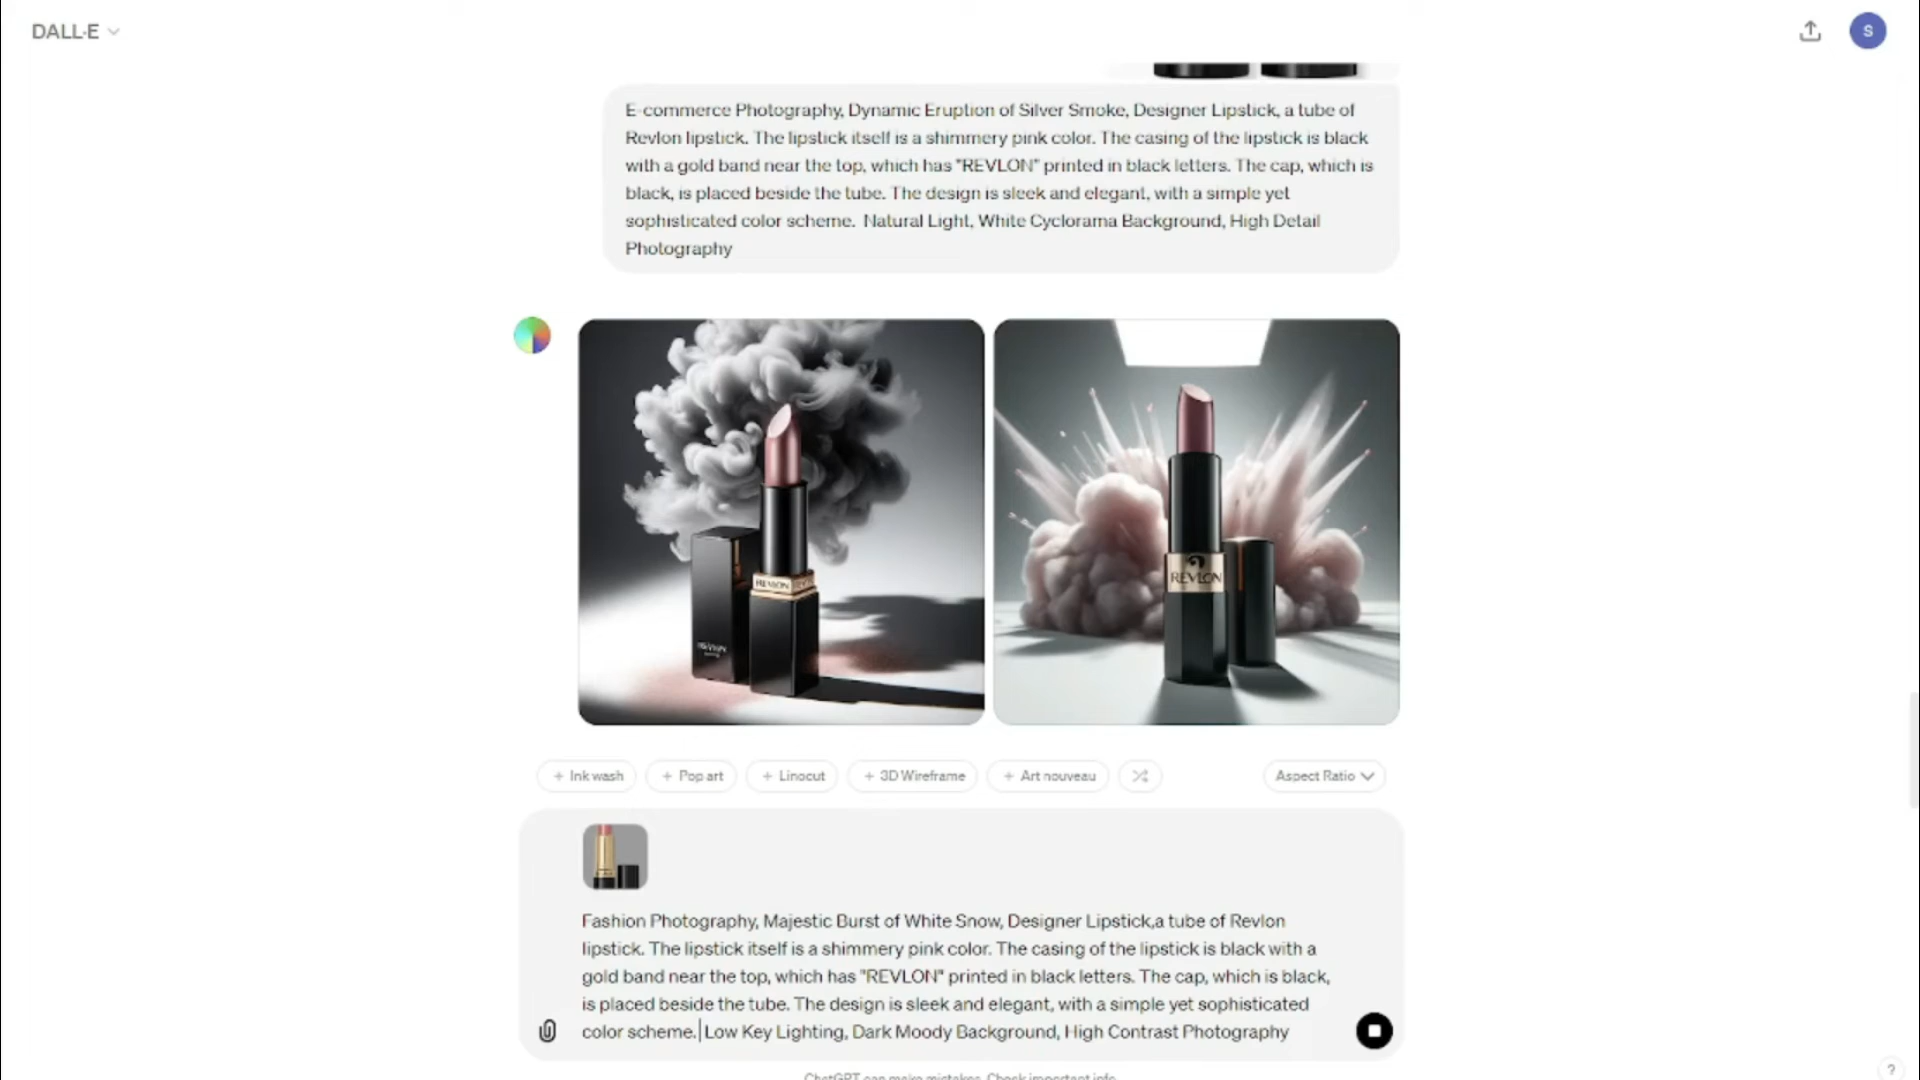 DALL·E
S
E-commerce Photography, Dynamic Eruption of Silver Smoke, Designer Lipstick, a tube of
Revlon lipstick. The lipstick itself is a shimmery pink color. The casing of the lipstick is black
with a gold band near the top, which has "REVLON" printed in black letters. The cap, which is
black, is placed beside the tube. The design is sleek and elegant, with a simple yet
sophisticated color scheme.  Natural Light, White Cyclorama Background, High Detail
Photography
REVLON
REVLON
+ Ink wash
+ Pop art
+ Linocut
+ 3D Wireframe
+ Art nouveau
Aspect Ratio
Fashion Photography, Majestic Burst of White Snow, Designer Lipstick,a tube of Revlon
lipstick. The lipstick itself is a shimmery pink color. The casing of the lipstick is black with a
gold band near the top, which has "REVLON" printed in black letters. The cap, which is black,
is placed beside the tube. The design is sleek and elegant, with a simple yet sophisticated
color scheme. Low Key Lighting, Dark Moody Background, High Contrast Photography
ChatGPT can make mistakes. Check important info.
?